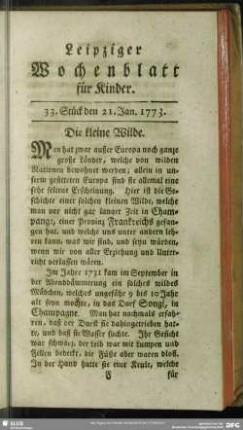 Leipziger
Wochenblatt
für Kinder.
33. Stück den 21. Jan. 1773.
Die kleine Wilde.
Man hat zwar außer Europa noch ganze
große Länder, welche von wilden
Nationen bewohnet werden; allein in un-
serm gesitteten Europa sind sie allemal eine
sehr seltene Erscheinung. Hier ist die Ge-
schichte einer solchen kleinen Wilde, welche
man vor nicht gar langer Zeit in Cham-
pagne, einer Provinz Frankreichs gefan-
gen hat, und welche uns unter andern leh-
ren kann, was wir sind, und seyn würden,
wenn wir von aller Erziehung und Unter-
richt verlassen wären.
Im Jahre 1731 kam im September in
der Abenddämmerung ein solches wildes
Mädchen, welches ungefähr 9 bis 10 Jahr
alt seyn mochte, in das Dorf Songi, in
Champagne. Man hat nachmals erfah-
ren, daß der Durst sie dahingetrieben hat-
te, und daß sie Wasser suchte. Ihr Gesicht
war schwarz, der Leib war mit Lumpen und
Fellen bedeckt, die Füße aber waren bloß.
In der Hand hatte sie eine Keule, welche
für